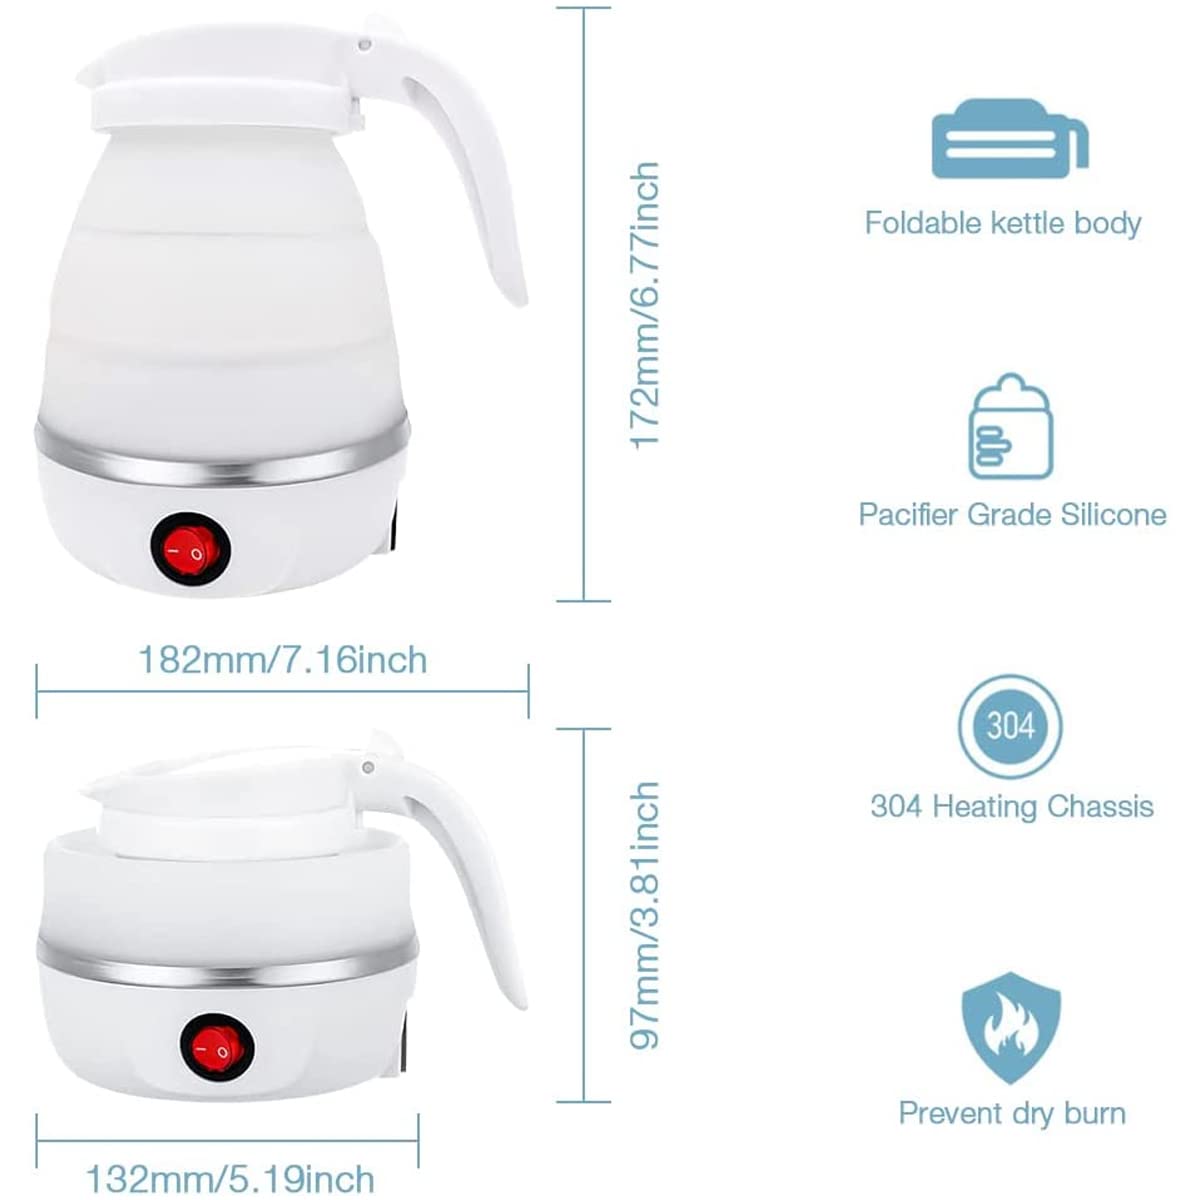 172mm/6.77inch
182mm/7.16inch
97mm/3.81inch
132mm/5.19inch
Foldable kettle body
Pacifier Grade Silicone
304
304 Heating Chassis
Prevent dry burn